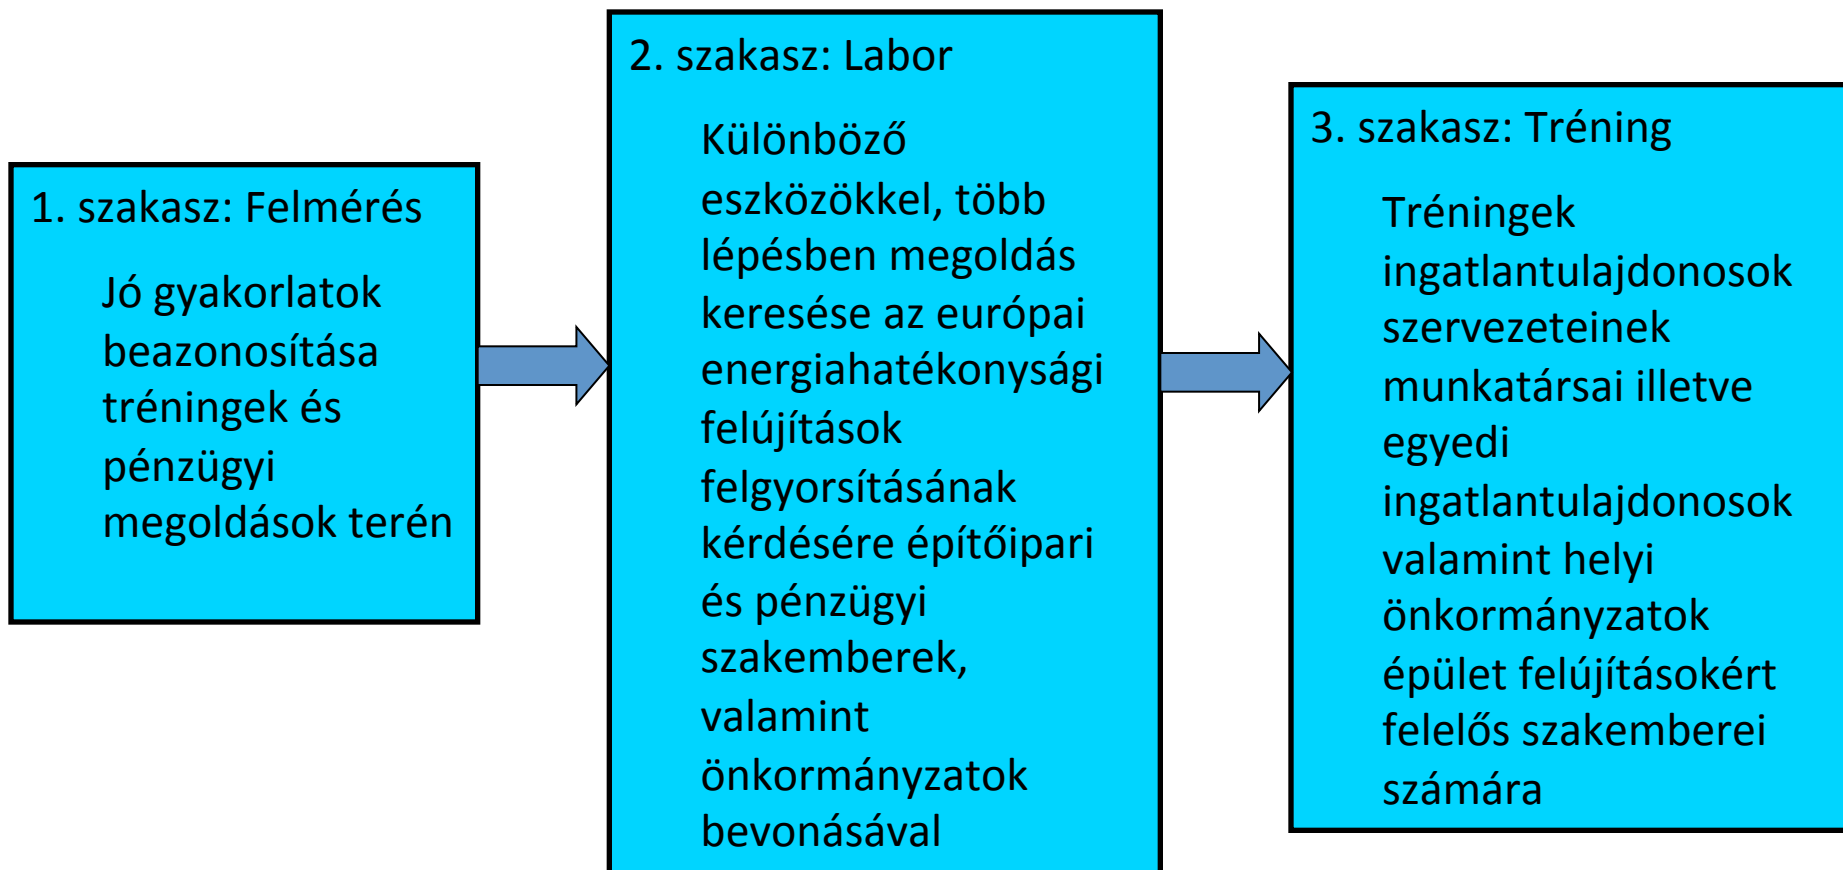 1. szakasz: Felmérés
Jó gyakorlatok
beazonosítása
tréningek és
pénzügyi
megoldások terén
2. szakasz: Labor
Különböző
eszközökkel, több
lépésben megoldás
keresése az európai
energiahatékonysági
felújítások
felgyorsításának
kérdésére építőipari
és pénzügyi
szakemberek,
valamint
önkormányzatok
bevonásával
3. szakasz: Tréning
Tréningek
ingatlantulajdonosok
szervezeteinek
munkatársai illetve
egyedi
ingatlantulajdonosok
valamint helyi
önkormányzatok
épület felújításokért
felelős szakemberei
számára